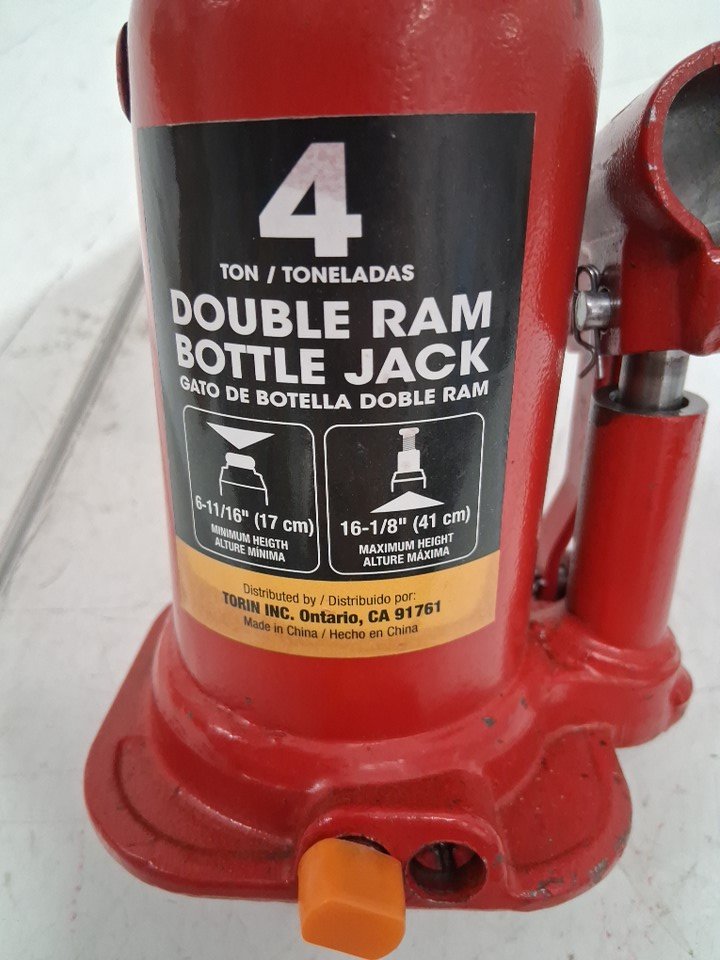 4
TON / TONELADAS
DOUBLE RAM
BOTTLE JACK
GATO DE BOTELLA DOBLE RAM
6-11/16" (17 cm)
MINIMUM HEIGTH
ALTURE MÍNIMA
16-1/8" (41 cm)
MAXIMUM HEIGHT
ALTURE MÁXIMA
Distributed by / Distribuido por:
TORIN INC. Ontario, CA 91761
Made in China / Hecho en China